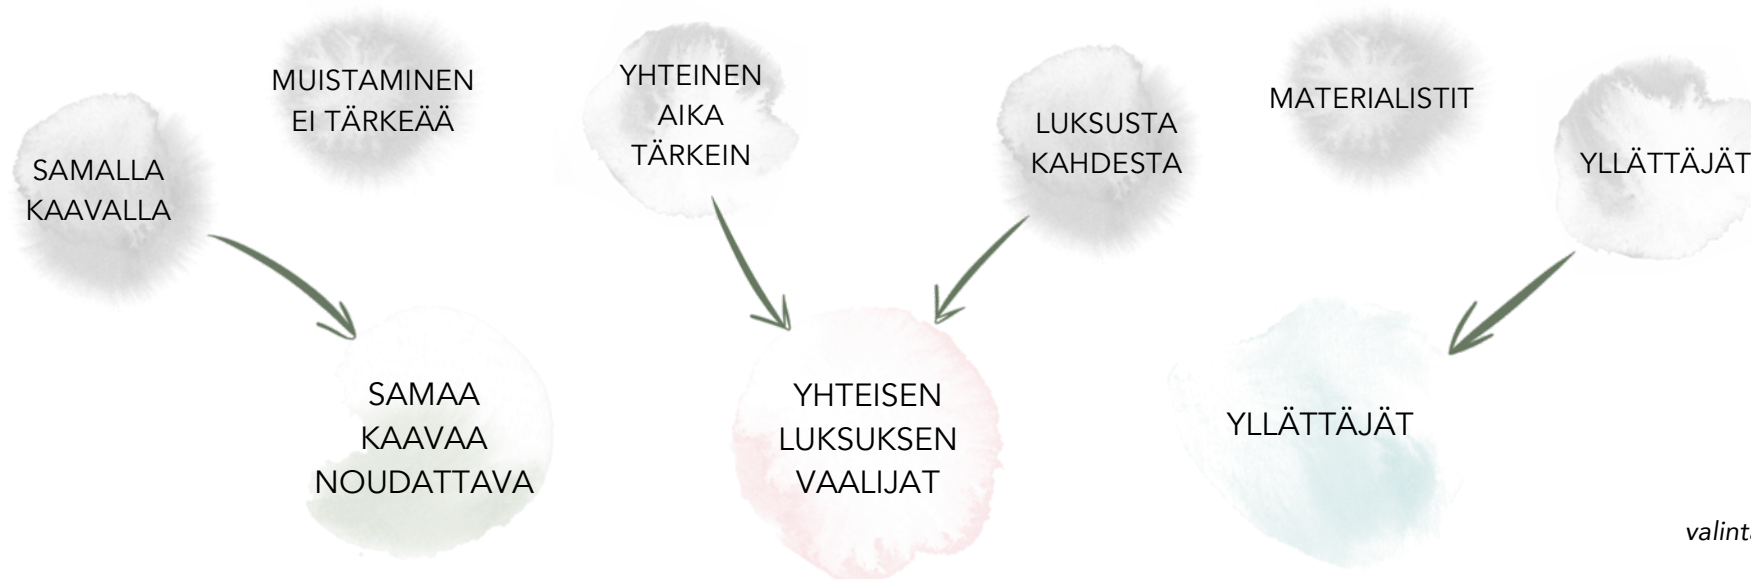 SAMALLA
KAAVALLA
MUISTAMINEN
EI TÄRKEÄÄ
YHTEINEN
AIKA
TÄRKEIN
LUKSUSTA
KAHDESTA
MATERIALISTIT
YLLÄTTÄJÄT
SAMAA
KAAVAA
NOUDATTAVA
YHTEISEN
LUKSUKSEN
VAALIJAT
YLLÄTTÄJÄT